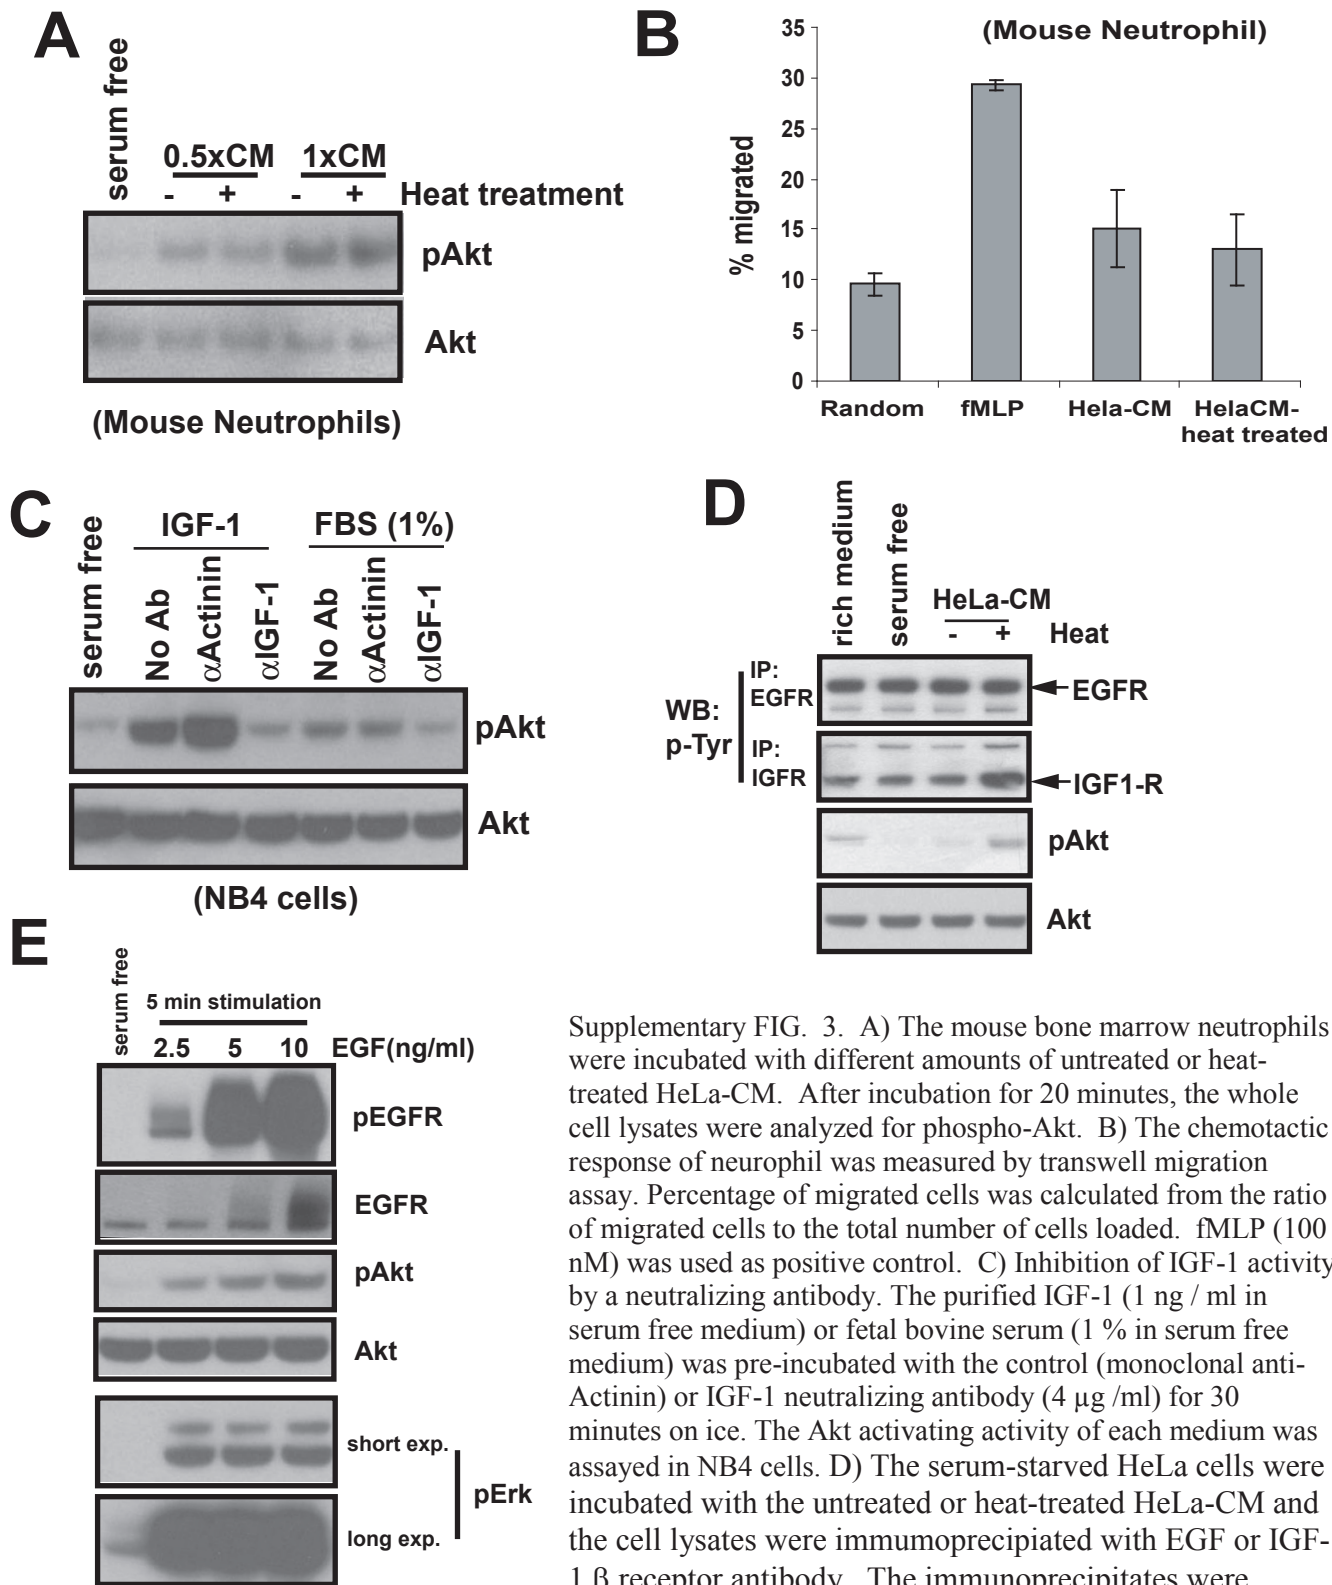 A
serum free
0.5xCM 1xCM
- + - + Heat treatment
pAkt
Akt
(Mouse Neutrophils)
B
(Mouse Neutrophil)
% migrated
35
30
25
20
15
10
5
0
Random fMLP Hela-CM HelaCM-
heat treated
C
serum free
IGF-1 FBS (1%)
No Ab αActinin αIGF-1 No Ab αActinin αIGF-1
pAkt
Akt
(NB4 cells)
D
rich medium
serum free
HeLa-CM
- + Heat
WB:
p-Tyr
IP:
EGFR
EGFR
IP:
IGFR
IGF1-R
pAkt
Akt
E
serum free
5 min stimulation
2.5 5 10 EGF(ng/ml)
pEGFR
EGFR
pAkt
Akt
short exp.
pErk
long exp.
Supplementary FIG. 3. A) The mouse bone marrow neutrophils
were incubated with different amounts of untreated or heat-
treated HeLa-CM. After incubation for 20 minutes, the whole
cell lysates were analyzed for phospho-Akt. B) The chemotactic
response of neurophil was measured by transwell migration
assay. Percentage of migrated cells was calculated from the ratio
of migrated cells to the total number of cells loaded. fMLP (100
nM) was used as positive control. C) Inhibition of IGF-1 activity
by a neutralizing antibody. The purified IGF-1 (1 ng / ml in
serum free medium) or fetal bovine serum (1 % in serum free
medium) was pre-incubated with the control (monoclonal anti-
Actinin) or IGF-1 neutralizing antibody (4 µg /ml) for 30
minutes on ice. The Akt activating activity of each medium was
assayed in NB4 cells. D) The serum-starved HeLa cells were
incubated with the untreated or heat-treated HeLa-CM and
the cell lysates were immumoprecipiated with EGF or IGF-
1 β receptor antibody. The immunoprecipitates were